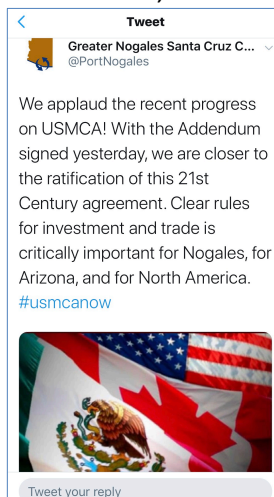 Tweet
Greater Nogales Santa Cruz C...
@PortNogales
We applaud the recent progress
on USMCA! With the Addendum
signed yesterday, we are closer to
the ratification of this 21st
Century agreement. Clear rules
for investment and trade is
critically important for Nogales, for
Arizona, and for North America.
#usmcanow
Tweet your reply